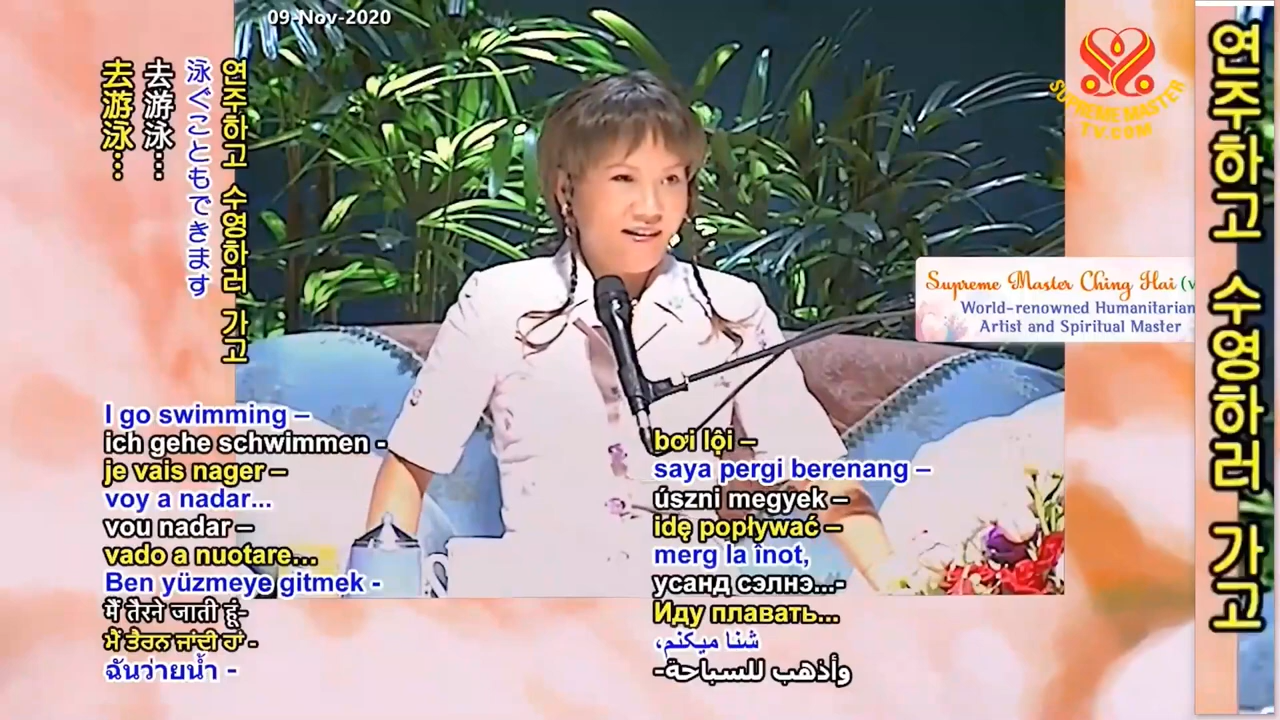 09-Nov-2020
SUPREME MASTER
TV.COM
연주하고 수영하러 가고
泳ぐこともできます
去游泳…
去游泳…
연주하고 수영하러 가고
Supreme Master Ching Hai (v
World-renowned Humanitarian
Artist and Spiritual Master
I go swimming –
ich gehe schwimmen -
je vais nager –
voy a nadar...
vou nadar –
vado a nuotare...
Ben yüzmeye gitmek -
मैं तैरने जाती हूं-
ਮੈਂ ਤੈਰਨ ਜਾਂਦੀ ਹਾਂ -
ฉันว่ายน้ำ -
bơi lội –
saya pergi berenang –
úszni megyek –
idę popływać –
merg la înot,
усанд сэлнэ...-
Иду плавать...
شنا میکنم،
وأذهب للسباحة-